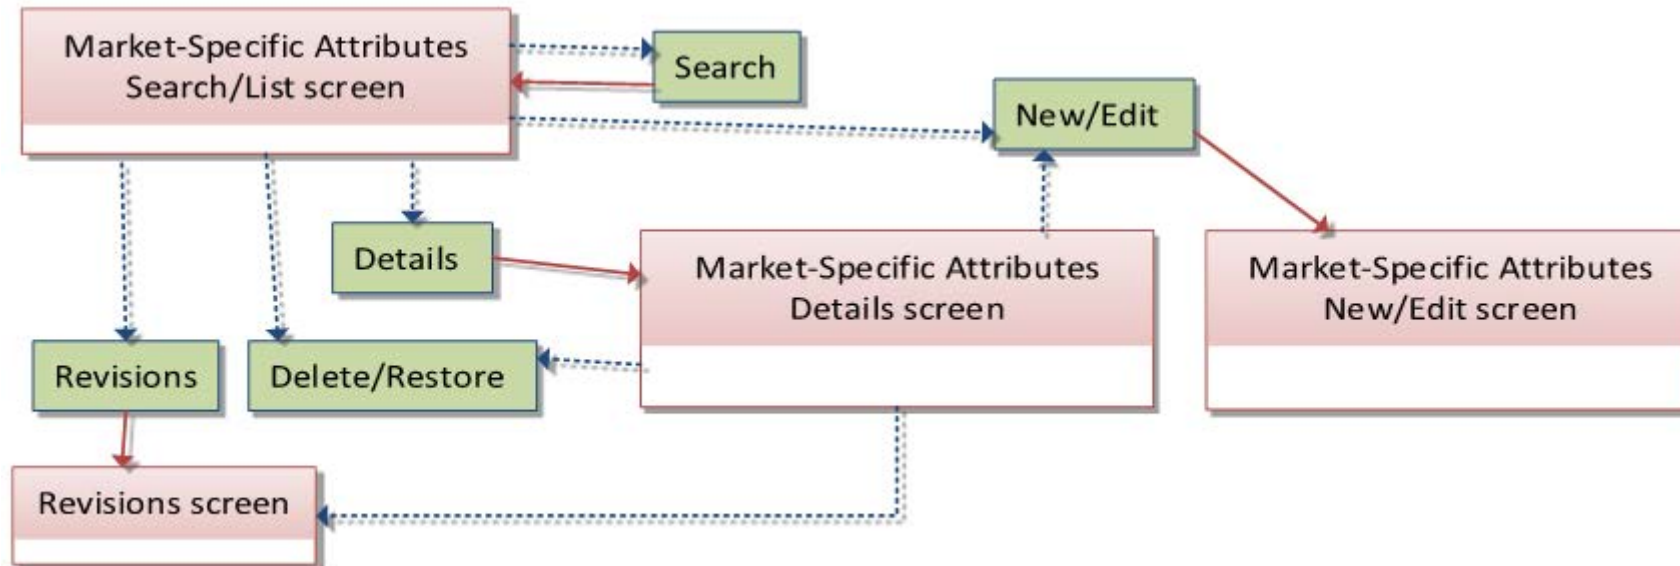 Market-Specific Attributes
Search/List screen
Search
New/Edit
Details
Market-Specific Attributes
Details screen
Market-Specific Attributes
New/Edit screen
Revisions
Delete/Restore
Revisions screen